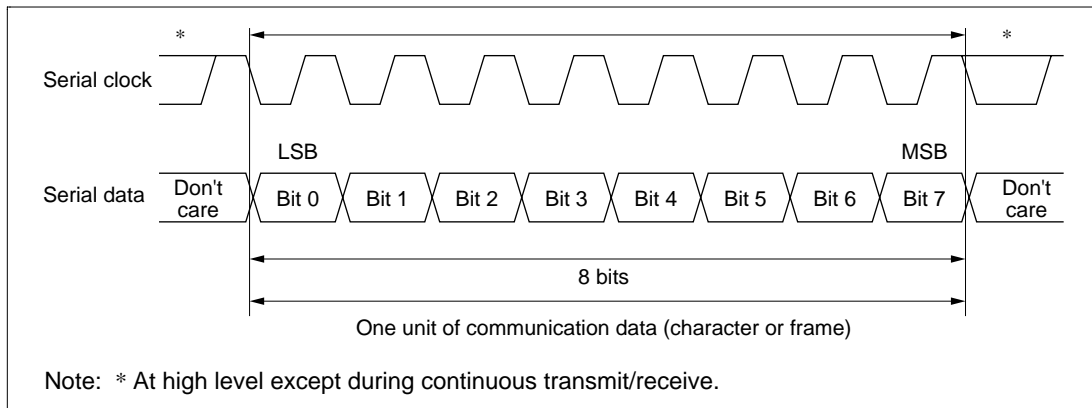 * *
Serial clock
LSB MSB
Serial data
Don't care Bit 0 Bit 1 Bit 2 Bit 3 Bit 4 Bit 5 Bit 6 Bit 7 Don't care
8 bits
One unit of communication data (character or frame)
Note: * At high level except during continuous transmit/receive.